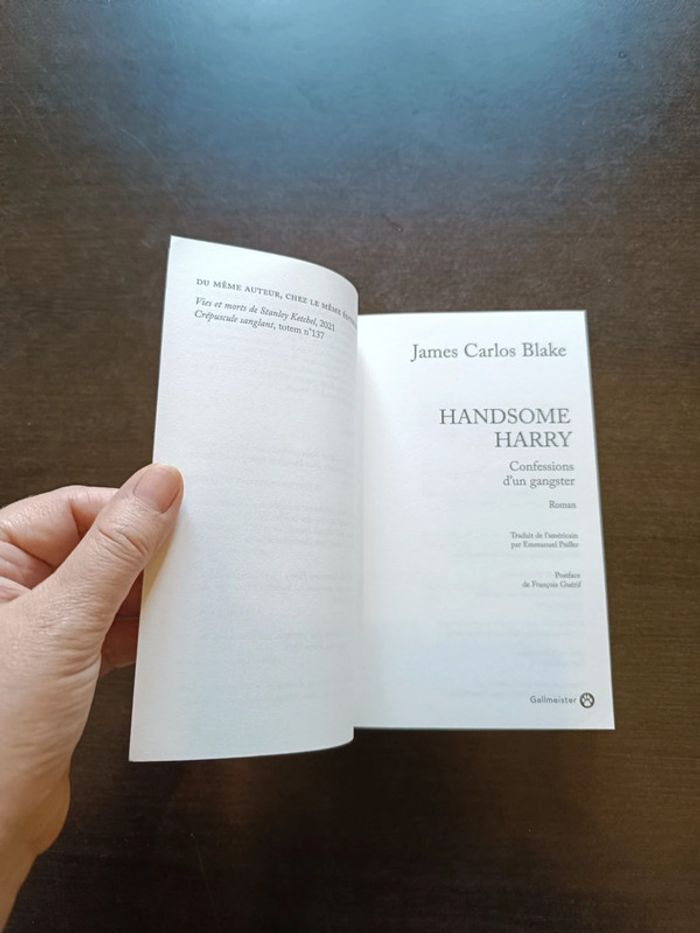 DU MÊME AUTEUR, CHEZ LE MÊME
Vies et morts de Stanley Ketchel, 2021
Crépuscule sanglant, totem n°137
James Carlos Blake
HANDSOME
HARRY
Confessions
d'un gangster
Roman
Traduit de l'américain
par Emmanuel Pailler
Postface
de François Guérif
Gallmeister